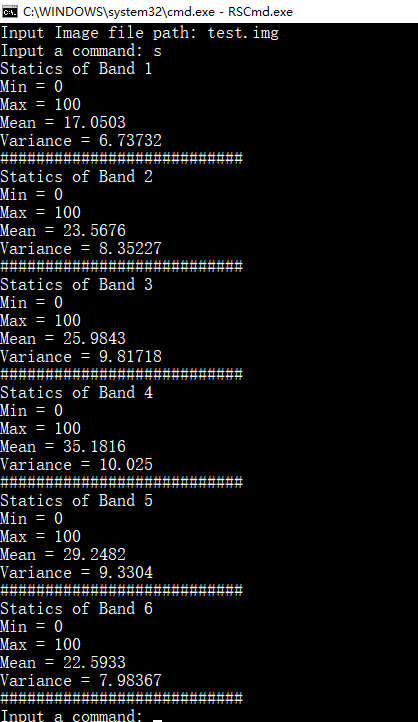 C:\WINDOWS\system32\cmd.exe - RSCmd.exe
Input Image file path: test.img
Input a command: s
Statics of Band 1
Min = 0
Max = 100
Mean = 17.0503
Variance = 6.73732
###########################
Statics of Band 2
Min = 0
Max = 100
Mean = 23.5676
Variance = 8.35227
###########################
Statics of Band 3
Min = 0
Max = 100
Mean = 25.9843
Variance = 9.81718
###########################
Statics of Band 4
Min = 0
Max = 100
Mean = 35.1816
Variance = 10.025
###########################
Statics of Band 5
Min = 0
Max = 100
Mean = 29.2482
Variance = 9.3304
###########################
Statics of Band 6
Min = 0
Max = 100
Mean = 22.5933
Variance = 7.98367
###########################
Input a command: _